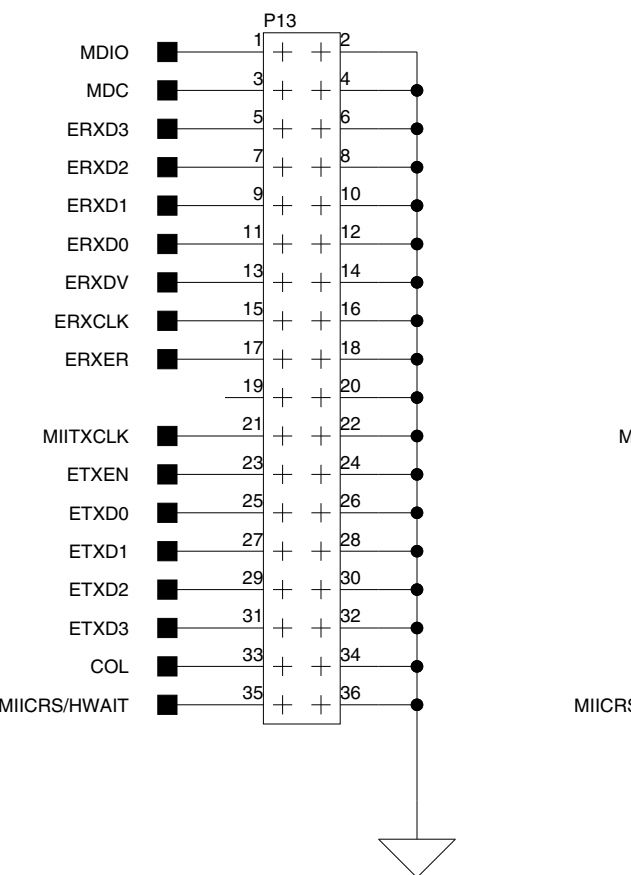 P13
MDIO 1 2
MDC 3 4
ERXD3 5 6
ERXD2 7 8
ERXD1 9 10
ERXD0 11 12
ERXDV 13 14
ERXCLK 15 16
ERXER 17 18
19 20
MIITXCLK 21 22 M
ETXEN 23 24
ETXD0 25 26
ETXD1 27 28
ETXD2 29 30
ETXD3 31 32
COL 33 34
MIICRS/HWAIT 35 36 MIICRS